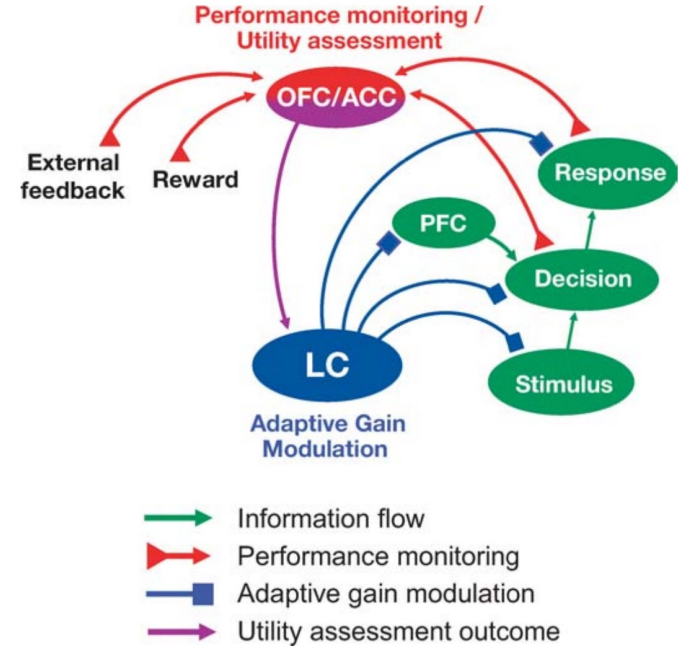 Performance monitoring /
Utility assessment
OFC/ACC
External
feedback
Reward
Response
PFC
Decision
LC
Stimulus
Adaptive Gain
Modulation
Information flow
Performance monitoring
Adaptive gain modulation
Utility assessment outcome